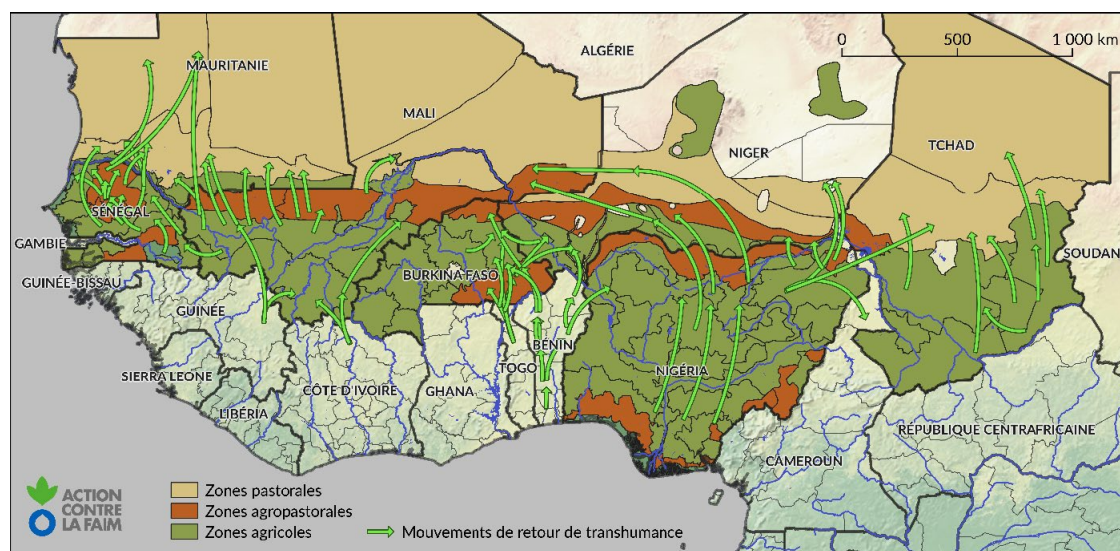 ALGÉRIE
0 500 1 000 km
MAURITANIE
MALI
NIGER
TCHAD
SÉNÉGAL
GAMBIE
SOUDAN
GUINÉE-BISSAU
BURKINA FASO
GUINÉE
BÉNIN
SIERRA LEONE
CÔTE D'IVOIRE
GHANA
TOGO
NIGÉRIA
LIBÉRIA
RÉPUBLIQUE CENTRAFRICAINE
CAMEROUN
ACTION
CONTRE
LA FAIM
Zones pastorales
Zones agropastorales
Zones agricoles
Mouvements de retour de transhumance